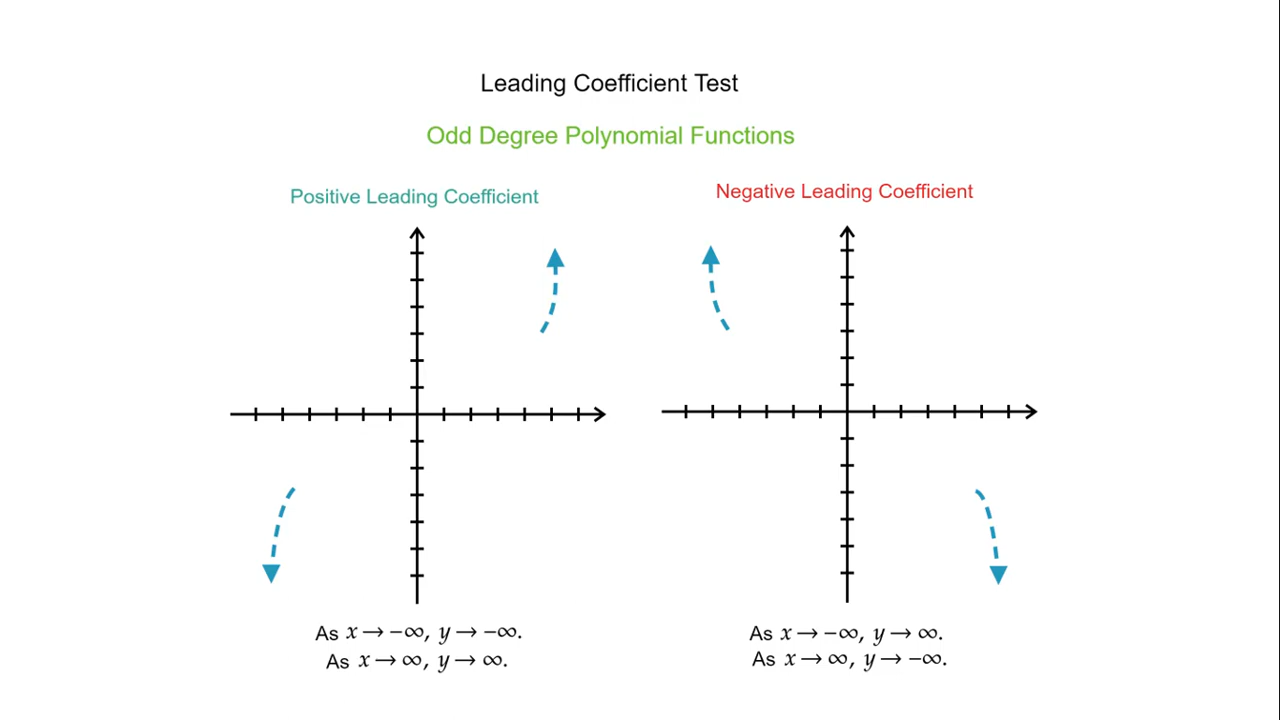 Leading Coefficient Test
Odd Degree Polynomial Functions
Positive Leading Coefficient
Negative Leading Coefficient
As x → −∞, y → −∞.
As x → ∞, y → ∞.
As x → −∞, y → ∞.
As x → ∞, y → −∞.